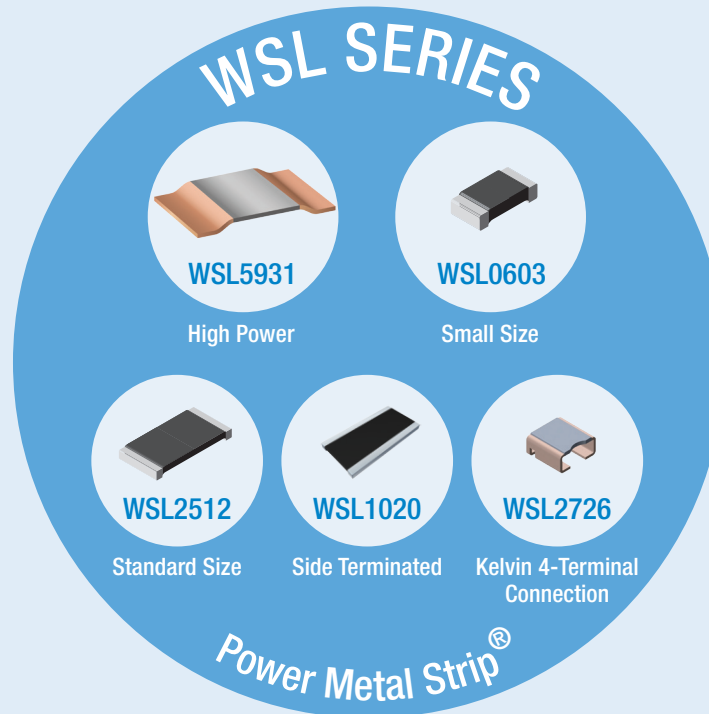 WSL SERIES
WSL5931
High Power
WSL0603
Small Size
WSL2512
Standard Size
WSL1020
Side Terminated
WSL2726
Kelvin 4-Terminal
Connection
Power Metal Strip®